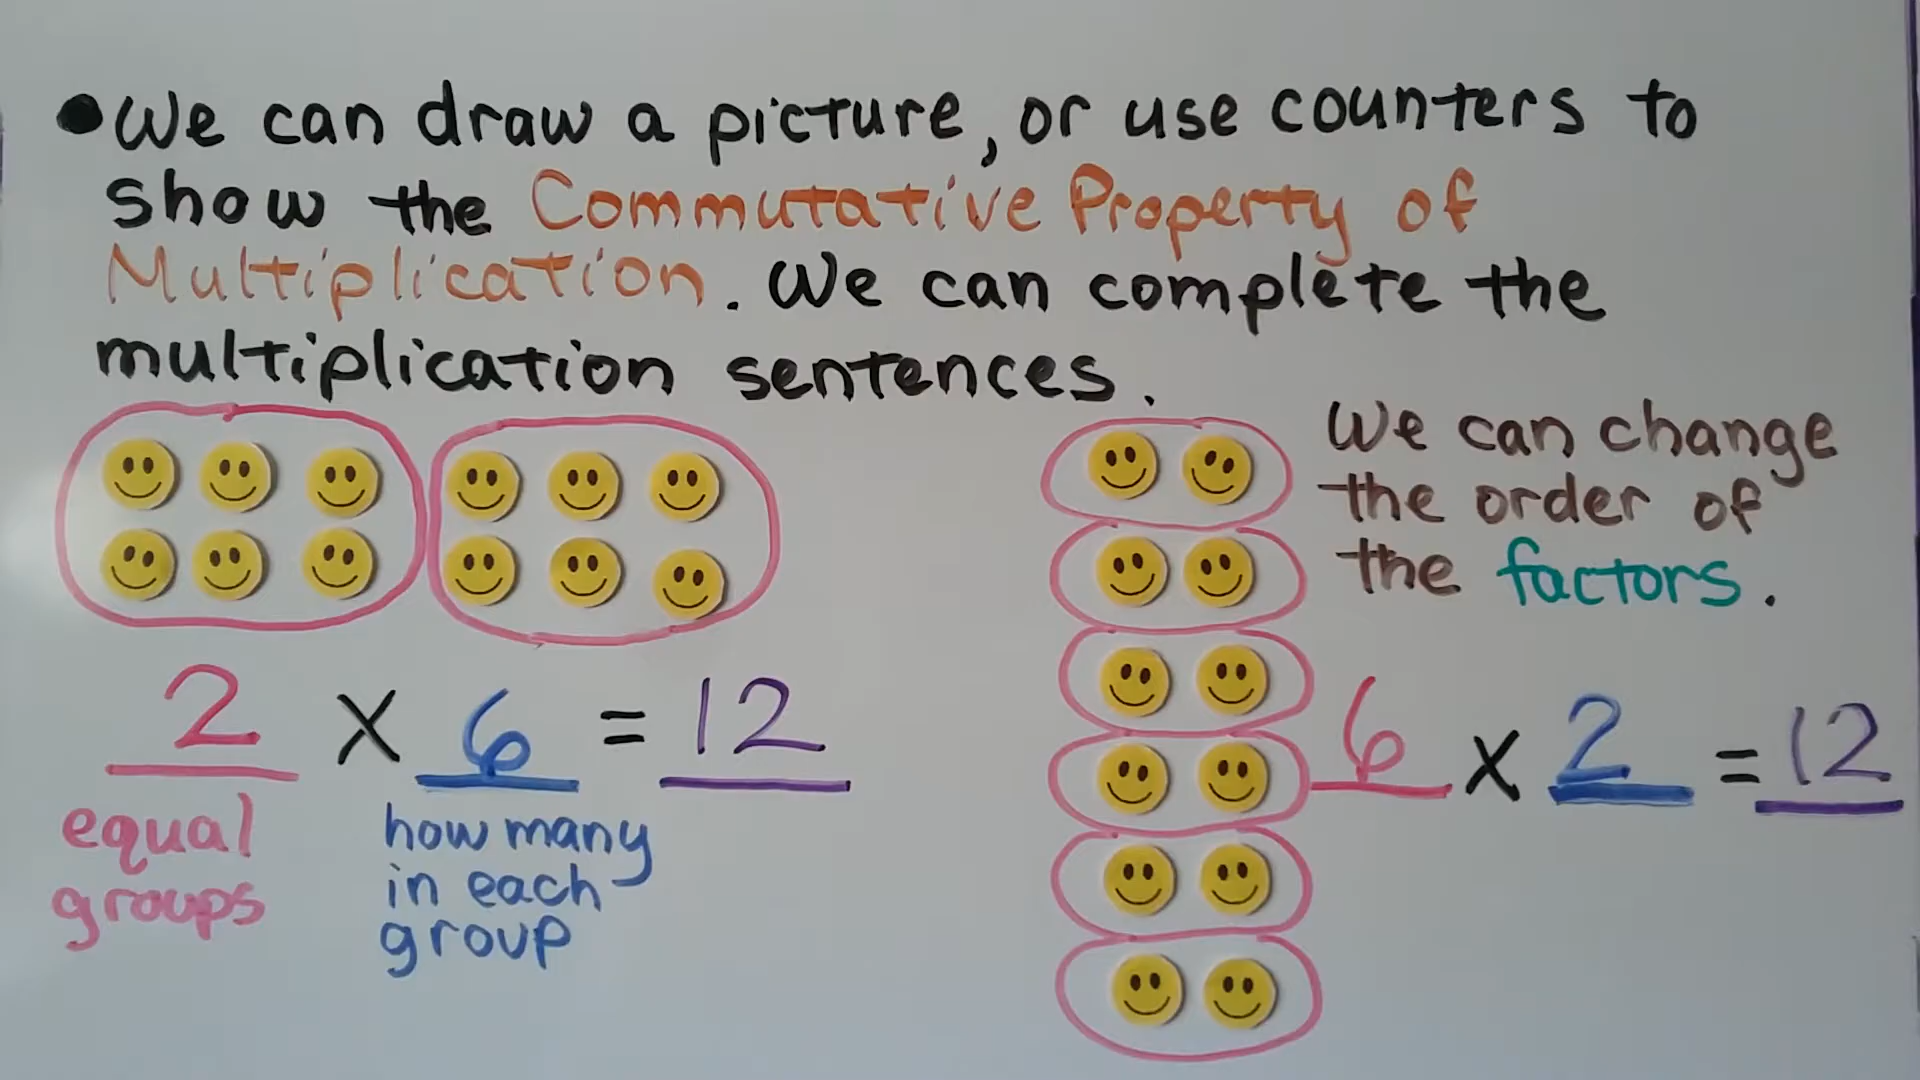 •We can draw a picture, or use counters to
show the Commutative Property of
Multiplication. We can complete the
multiplication sentences.
We can change
the order of
the factors.
2 x 6 = 12
equal
groups
how many
in each
group
6 x 2 = 12